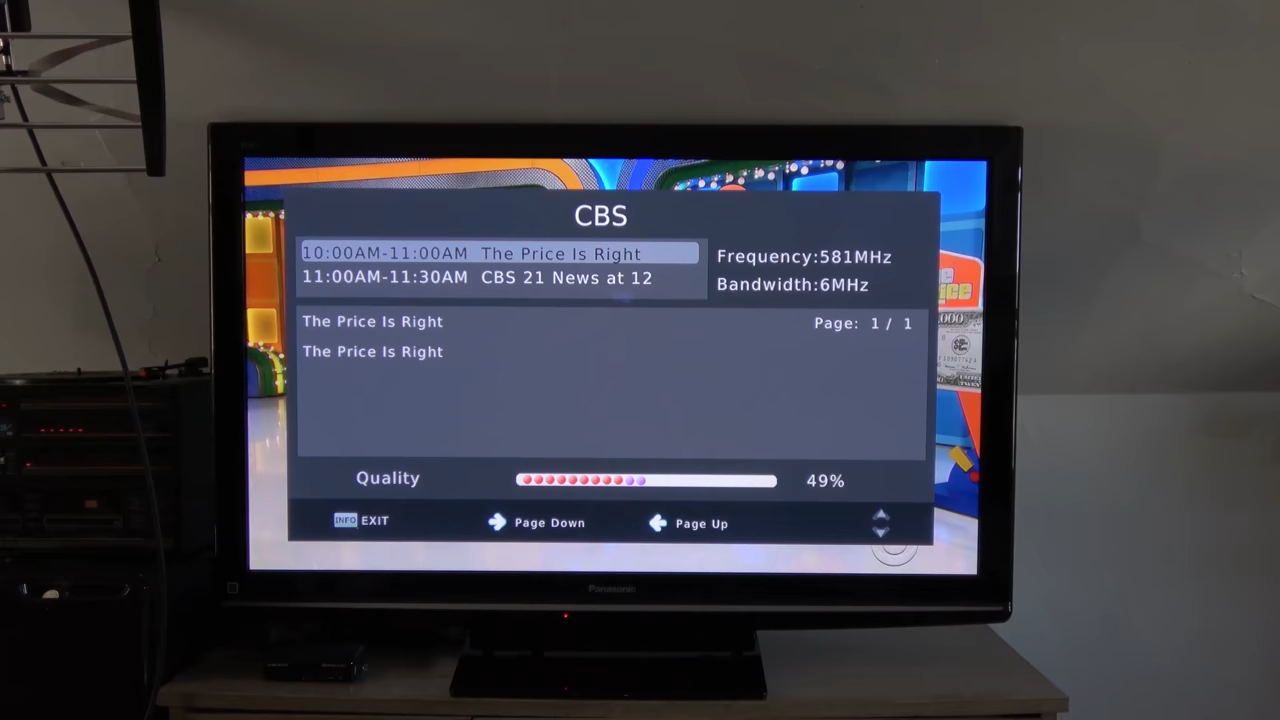 CBS
10:00AM-11:00AM The Price Is Right
11:00AM-11:30AM CBS 21 News at 12
Frequency:581MHz
Bandwidth:6MHz
The Price Is Right
Page: 1 / 1
The Price Is Right
Quality
49%
INFO EXIT
Page Down
Page Up
Panasonic